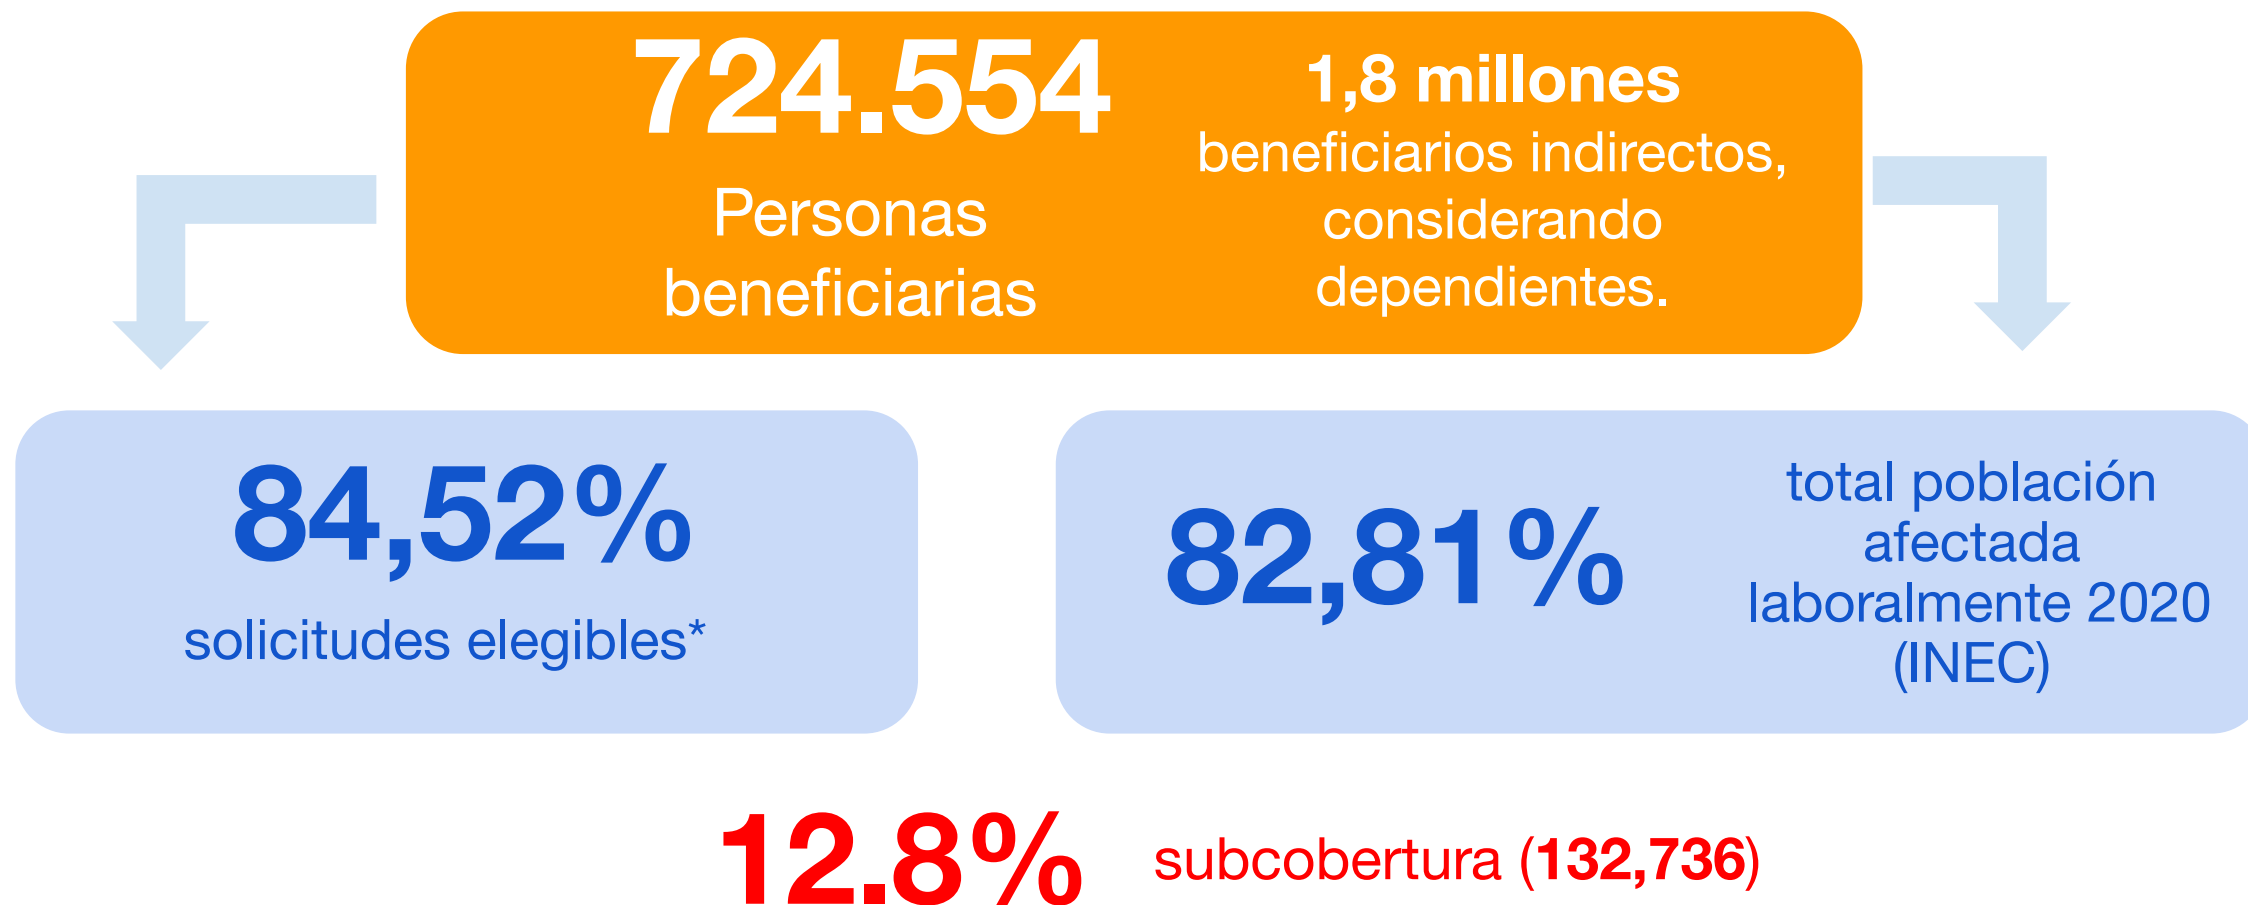 724.554
Personas
beneficiarias
1,8 millones
beneficiarios indirectos,
considerando
dependientes.
84,52%
solicitudes elegibles*
82,81%
total población
afectada
laboralmente 2020
(INEC)
12.8%
subcobertura (132,736)